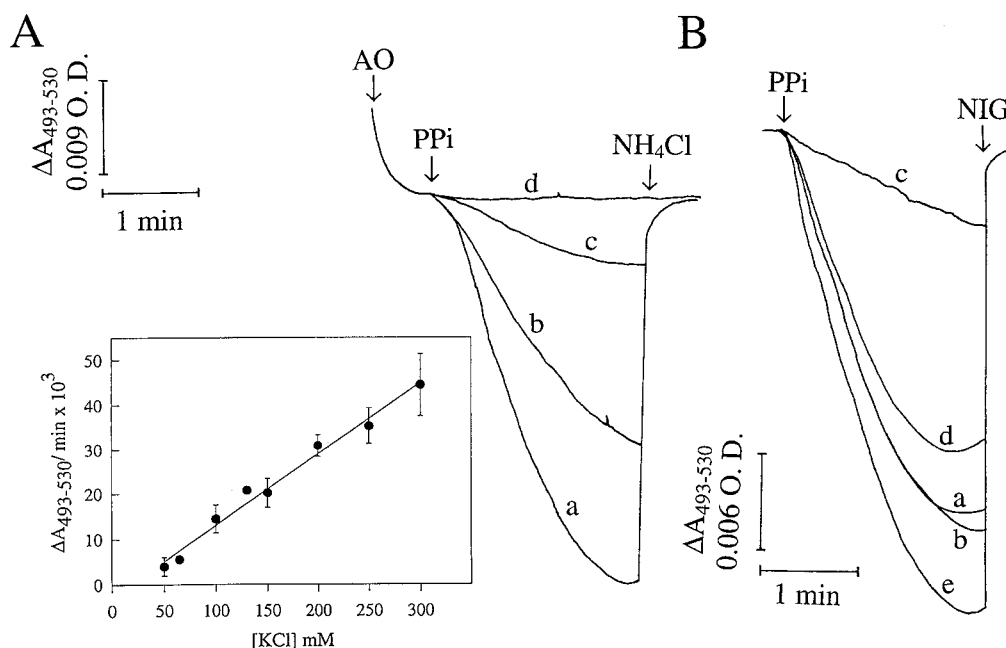 A
B
ΔA493-530
0.009 O. D.
1 min
AO
PPi
NH4Cl
d
c
b
a
ΔA493-530/ min x 10^3
50
40
30
20
10
0
0 50 100 150 200 250 300
[KCl] mM
PPi
NIG
c
d
a
b
e
ΔA493-530
0.006 O. D.
1 min